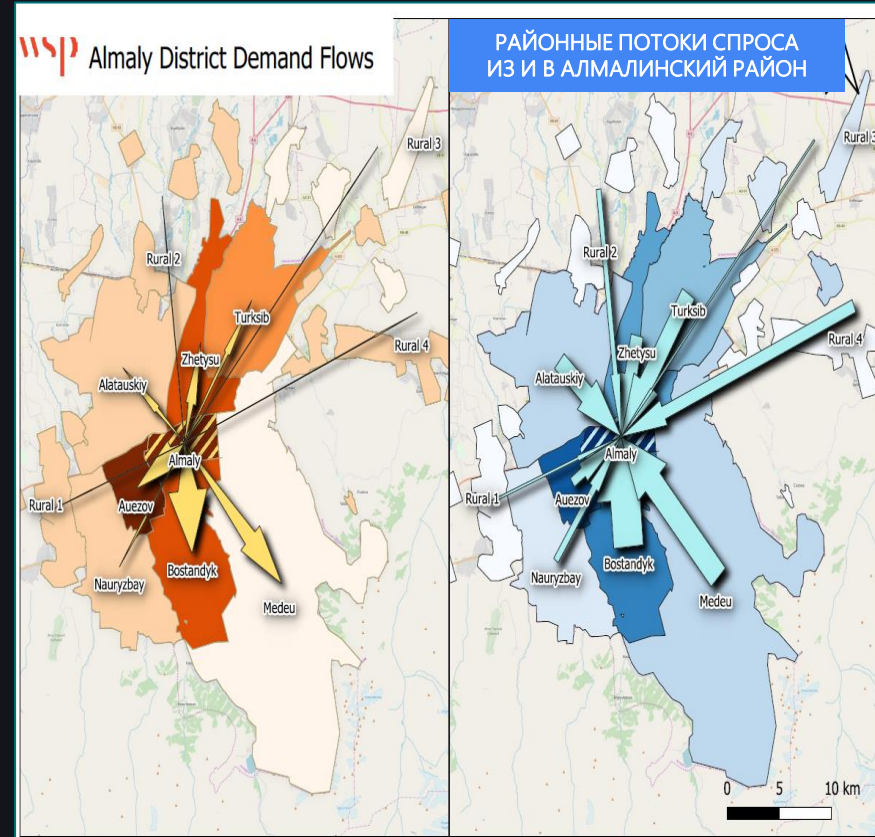 wsp Almaly District Demand Flows
РАЙОННЫЕ ПОТОКИ СПРОСА
ИЗ И В АЛМАЛИНСКИЙ РАЙОН
Rural 3
Rural 2
Turksib
Zhetysu
Rural 4
Alatauskiy
Almaly
Rural 1
Auezov
Bostandyk
Nauryzbay
Medeu
Rural 3
Rural 2
Turksib
Rural 4
Zhetysu
Alatauskiy
Almaly
Rural 1
Auezov
Bostandyk
Nauryzbay
Medeu
0 5 10 km